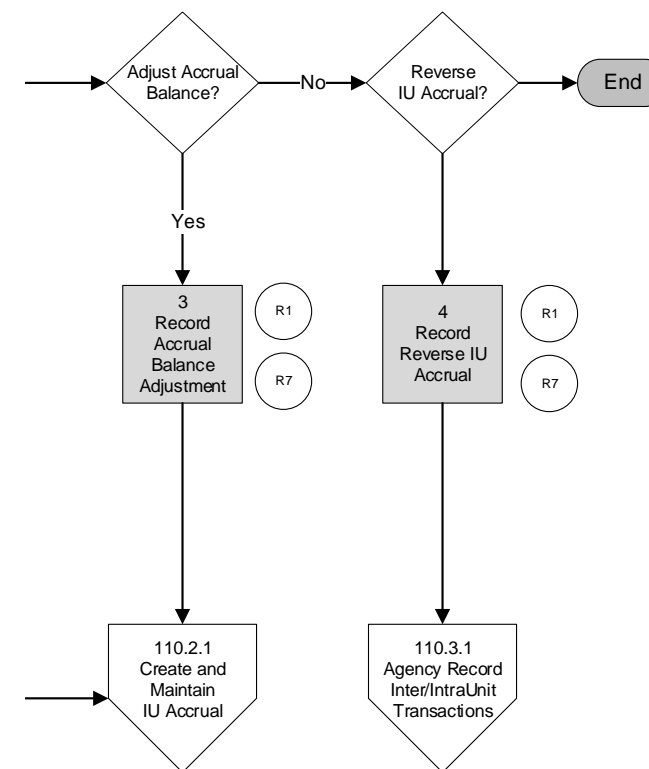 Adjust Accrual
Balance?
No
Reverse
IU Accrual?
End
Yes
3
Record
Accrual
Balance
Adjustment
R1
R7
4
Record
Reverse IU
Accrual
R1
R7
110.2.1
Create and
Maintain
IU Accrual
110.3.1
Agency Record
Inter/IntraUnit
Transactions